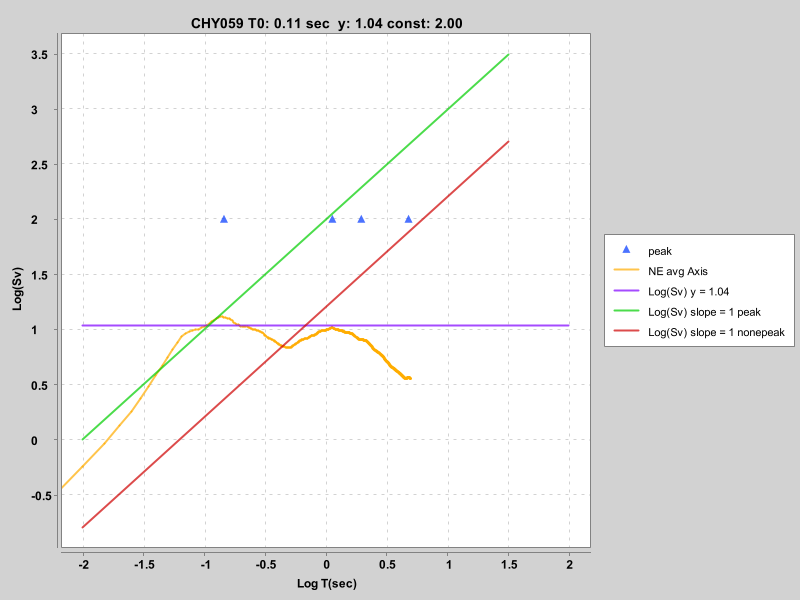 CHY059 T0: 0.11 sec  y: 1.04 const: 2.00
Log(Sv)
3.5
3
2.5
2
1.5
1
0.5
0
-0.5
-2
-1.5
-1
-0.5
0
0.5
1
1.5
2
Log T(sec)
peak
NE avg Axis
Log(Sv) y = 1.04
Log(Sv) slope = 1 peak
Log(Sv) slope = 1 nonepeak